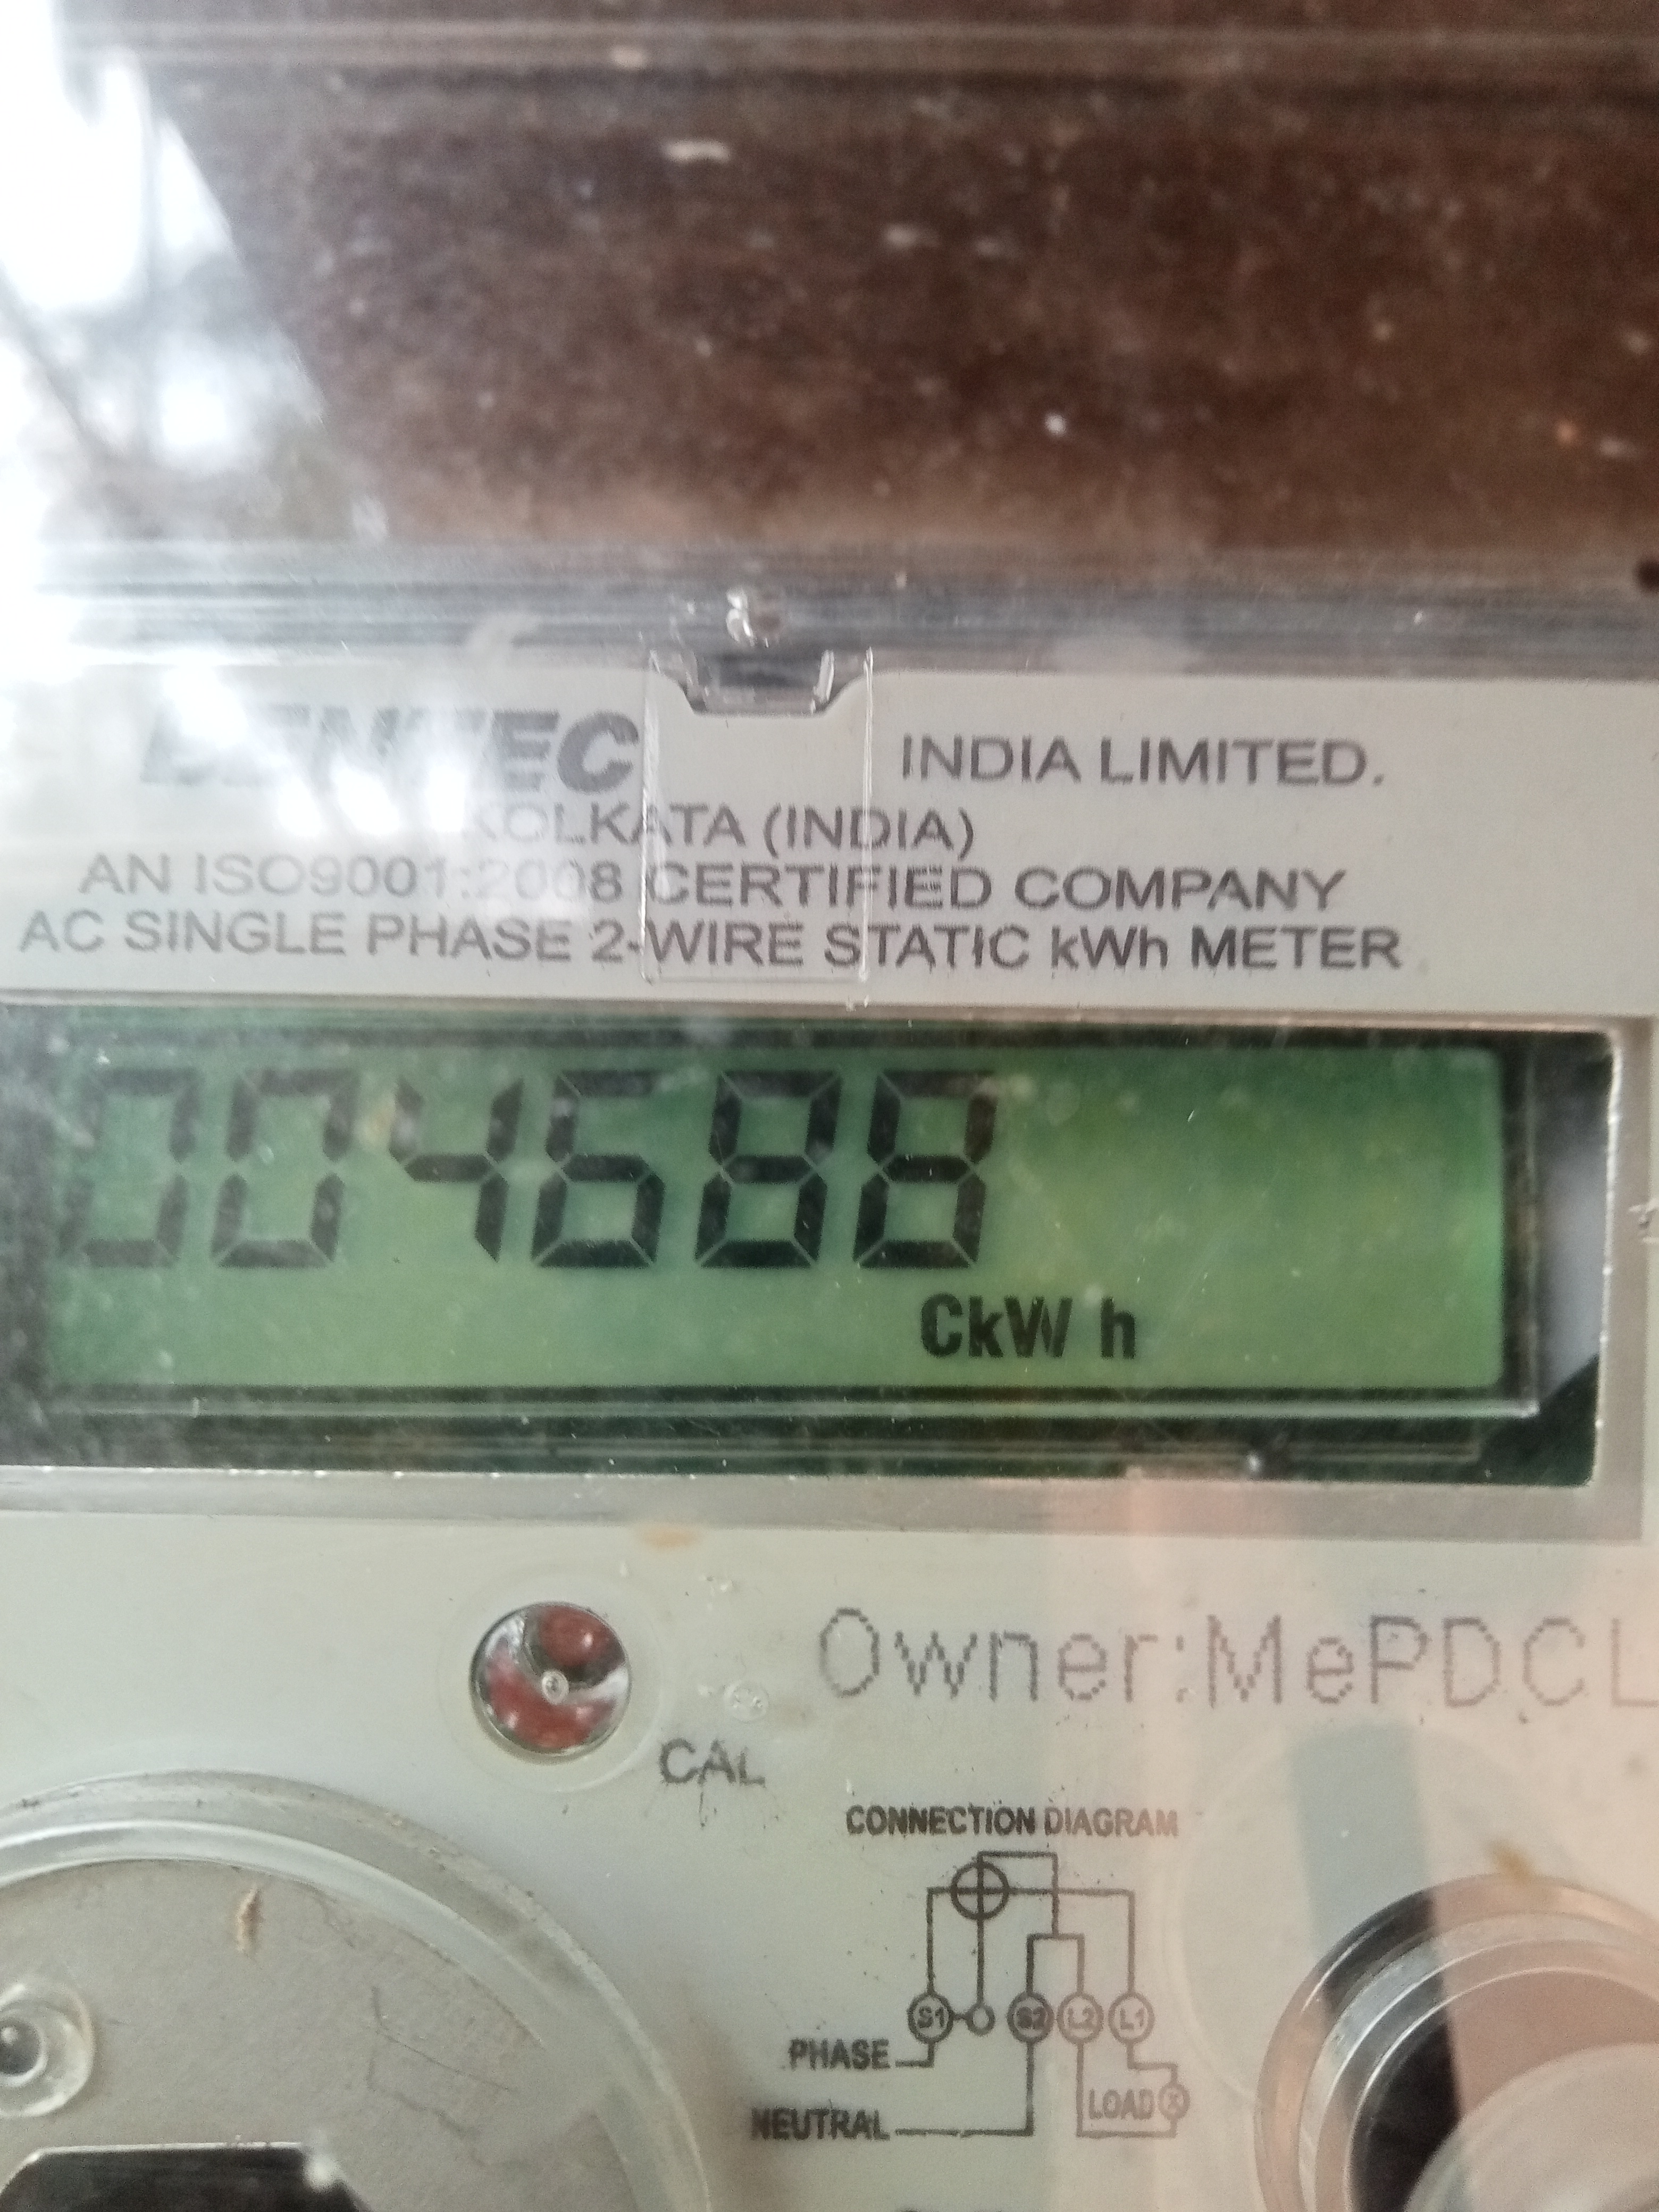 BENTEC INDIA LIMITED.
KOLKATA (INDIA)
AN ISO9001:2008 CERTIFIED COMPANY
AC SINGLE PHASE 2-WIRE STATIC kWh METER
004688
CkW h
Owner:MePDCL
CAL
CONNECTION DIAGRAM
S1 S2 L2 L1
PHASE
LOAD
NEUTRAL